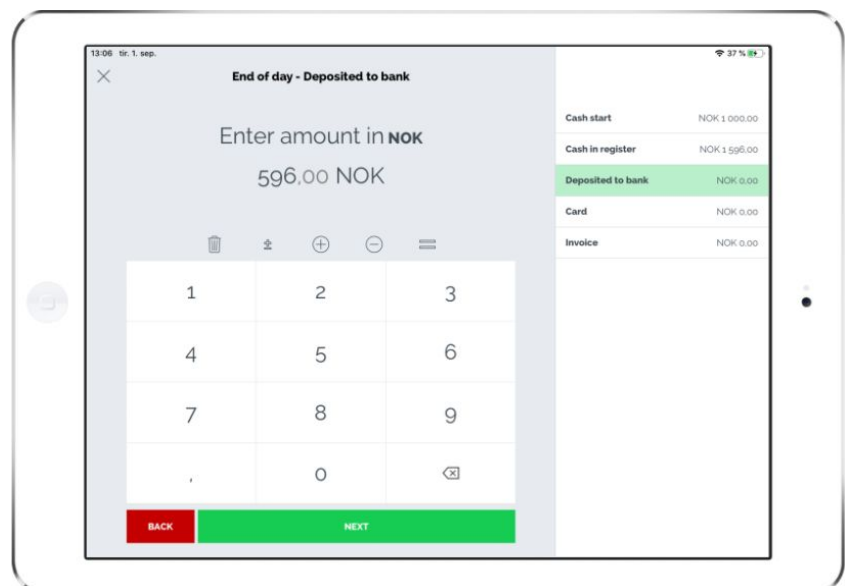 13:06 tir. 1. sep.
37 %
End of day - Deposited to bank
Enter amount in NOK
596,00 NOK
1 2 3
4 5 6
7 8 9
, 0
BACK NEXT
Cash start NOK 1 000,00
Cash in register NOK 1 596,00
Deposited to bank NOK 0,00
Card NOK 0,00
Invoice NOK 0,00